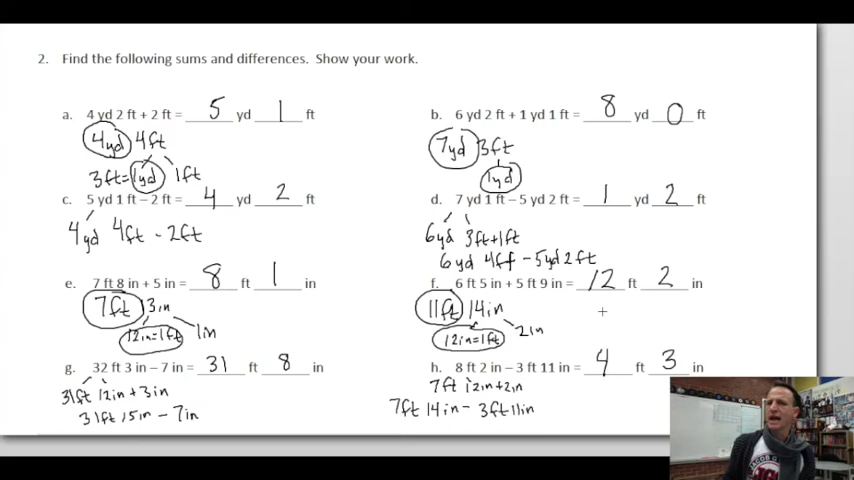 2. Find the following sums and differences. Show your work.
a. 4 yd 2 ft + 2 ft = 5 yd 1 ft
4yd 4ft
3ft=1yd 1ft
b. 6 yd 2 ft + 1 yd 1 ft = 8 yd 0 ft
7yd 3ft
1yd
c. 5 yd 1 ft – 2 ft = 4 yd 2 ft
4yd 4ft - 2ft
d. 7 yd 1 ft – 5 yd 2 ft = 1 yd 2 ft
6yd 3ft+1ft
6yd 4ft - 5yd 2ft
e. 7 ft 8 in + 5 in = 8 ft 1 in
7ft 13in
12in=1ft 1in
f. 6 ft 5 in + 5 ft 9 in = 12 ft 2 in
11ft 14in
12in=1ft 2in
g. 32 ft 3 in – 7 in = 31 ft 8 in
31ft 12in + 3in
31ft 15in - 7in
h. 8 ft 2 in – 3 ft 11 in = 4 ft 3 in
7ft 12in+2in
7ft 14in - 3ft 11in